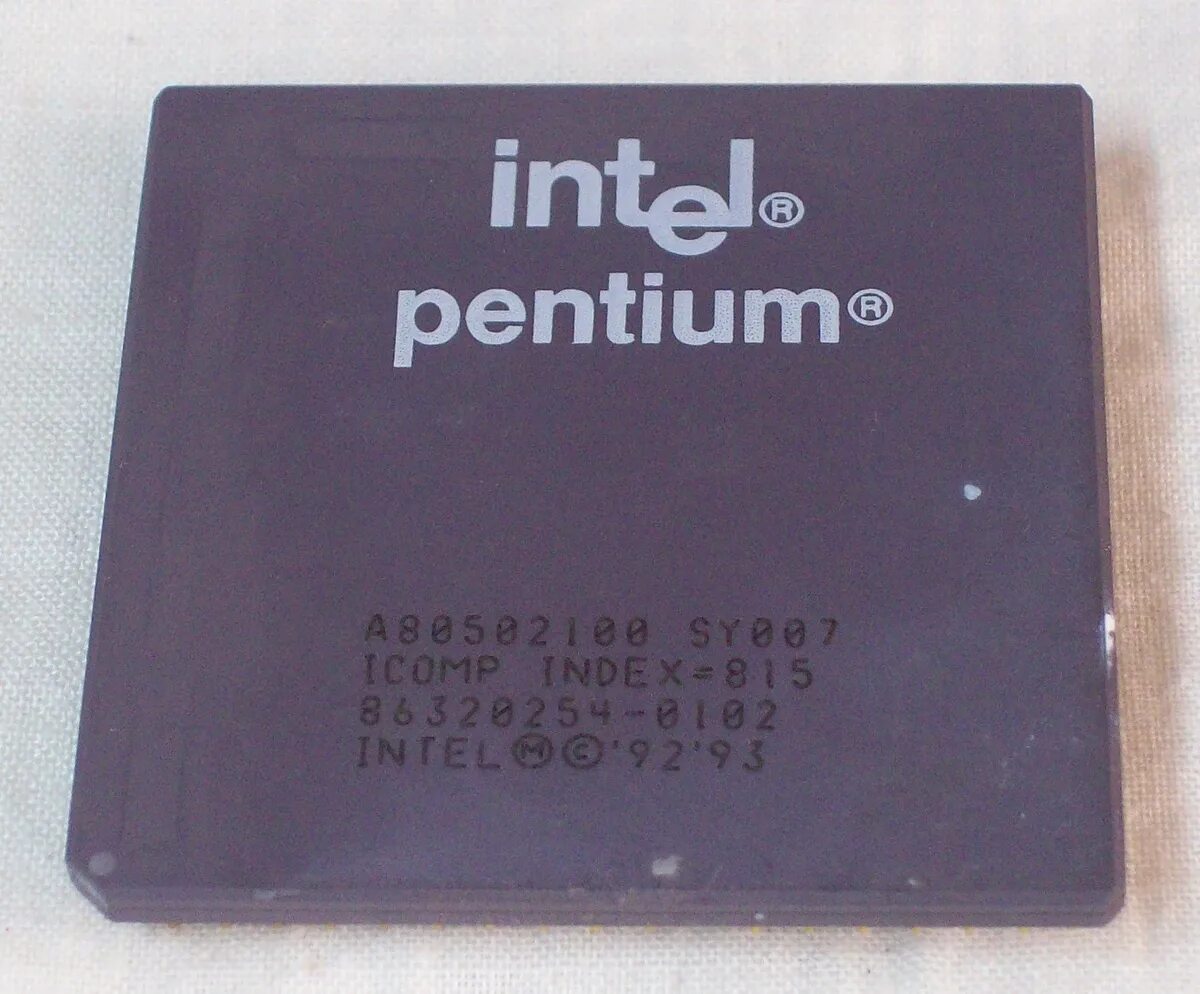 intel®
pentium®
A80502100 SY007
ICOMP INDEX=815
86320254-0102
INTEL Ⓜ©'92'93